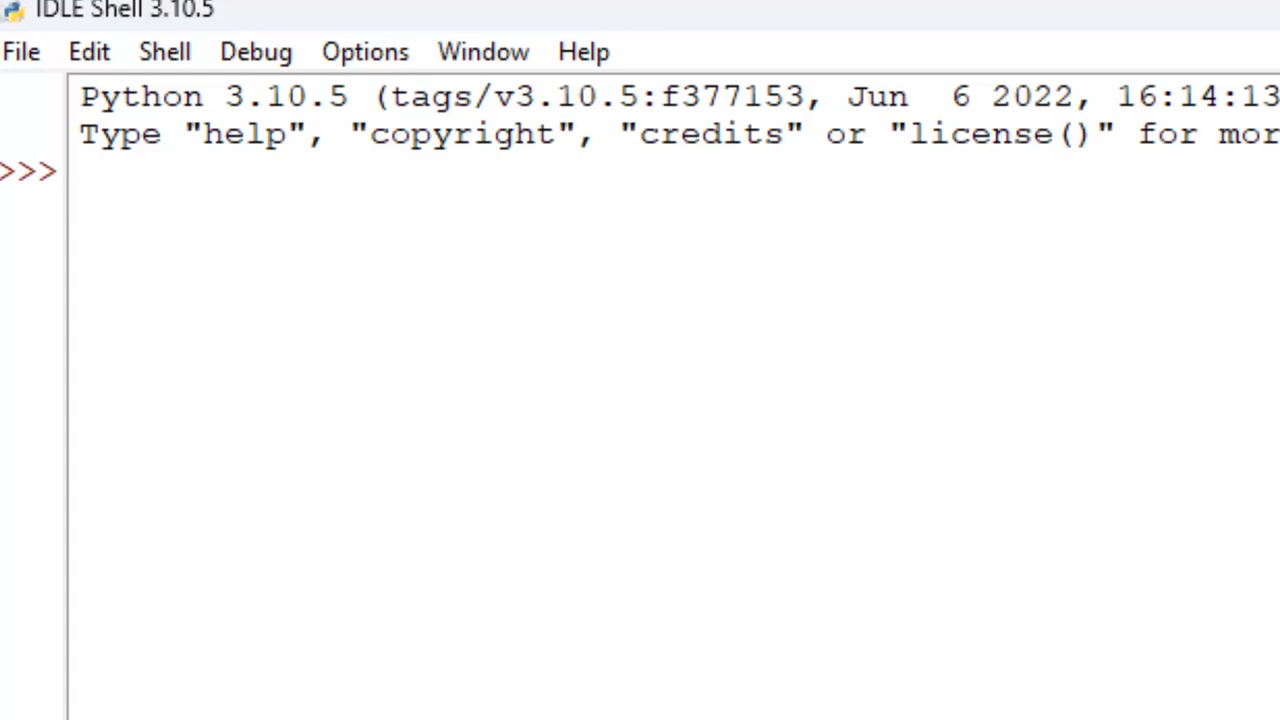 IDLE Shell 3.10.5
File Edit Shell Debug Options Window Help
Python 3.10.5 (tags/v3.10.5:f377153, Jun  6 2022, 16:14:13
Type "help", "copyright", "credits" or "license()" for mor
>>>